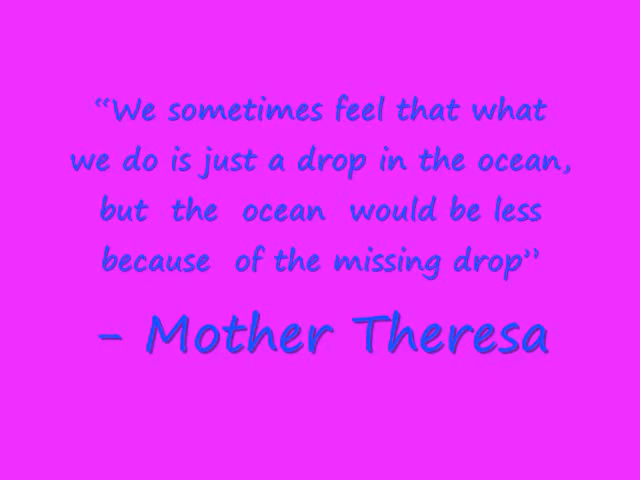 “We sometimes feel that what
we do is just a drop in the ocean,
but the ocean would be less
because of the missing drop”
- Mother Theresa